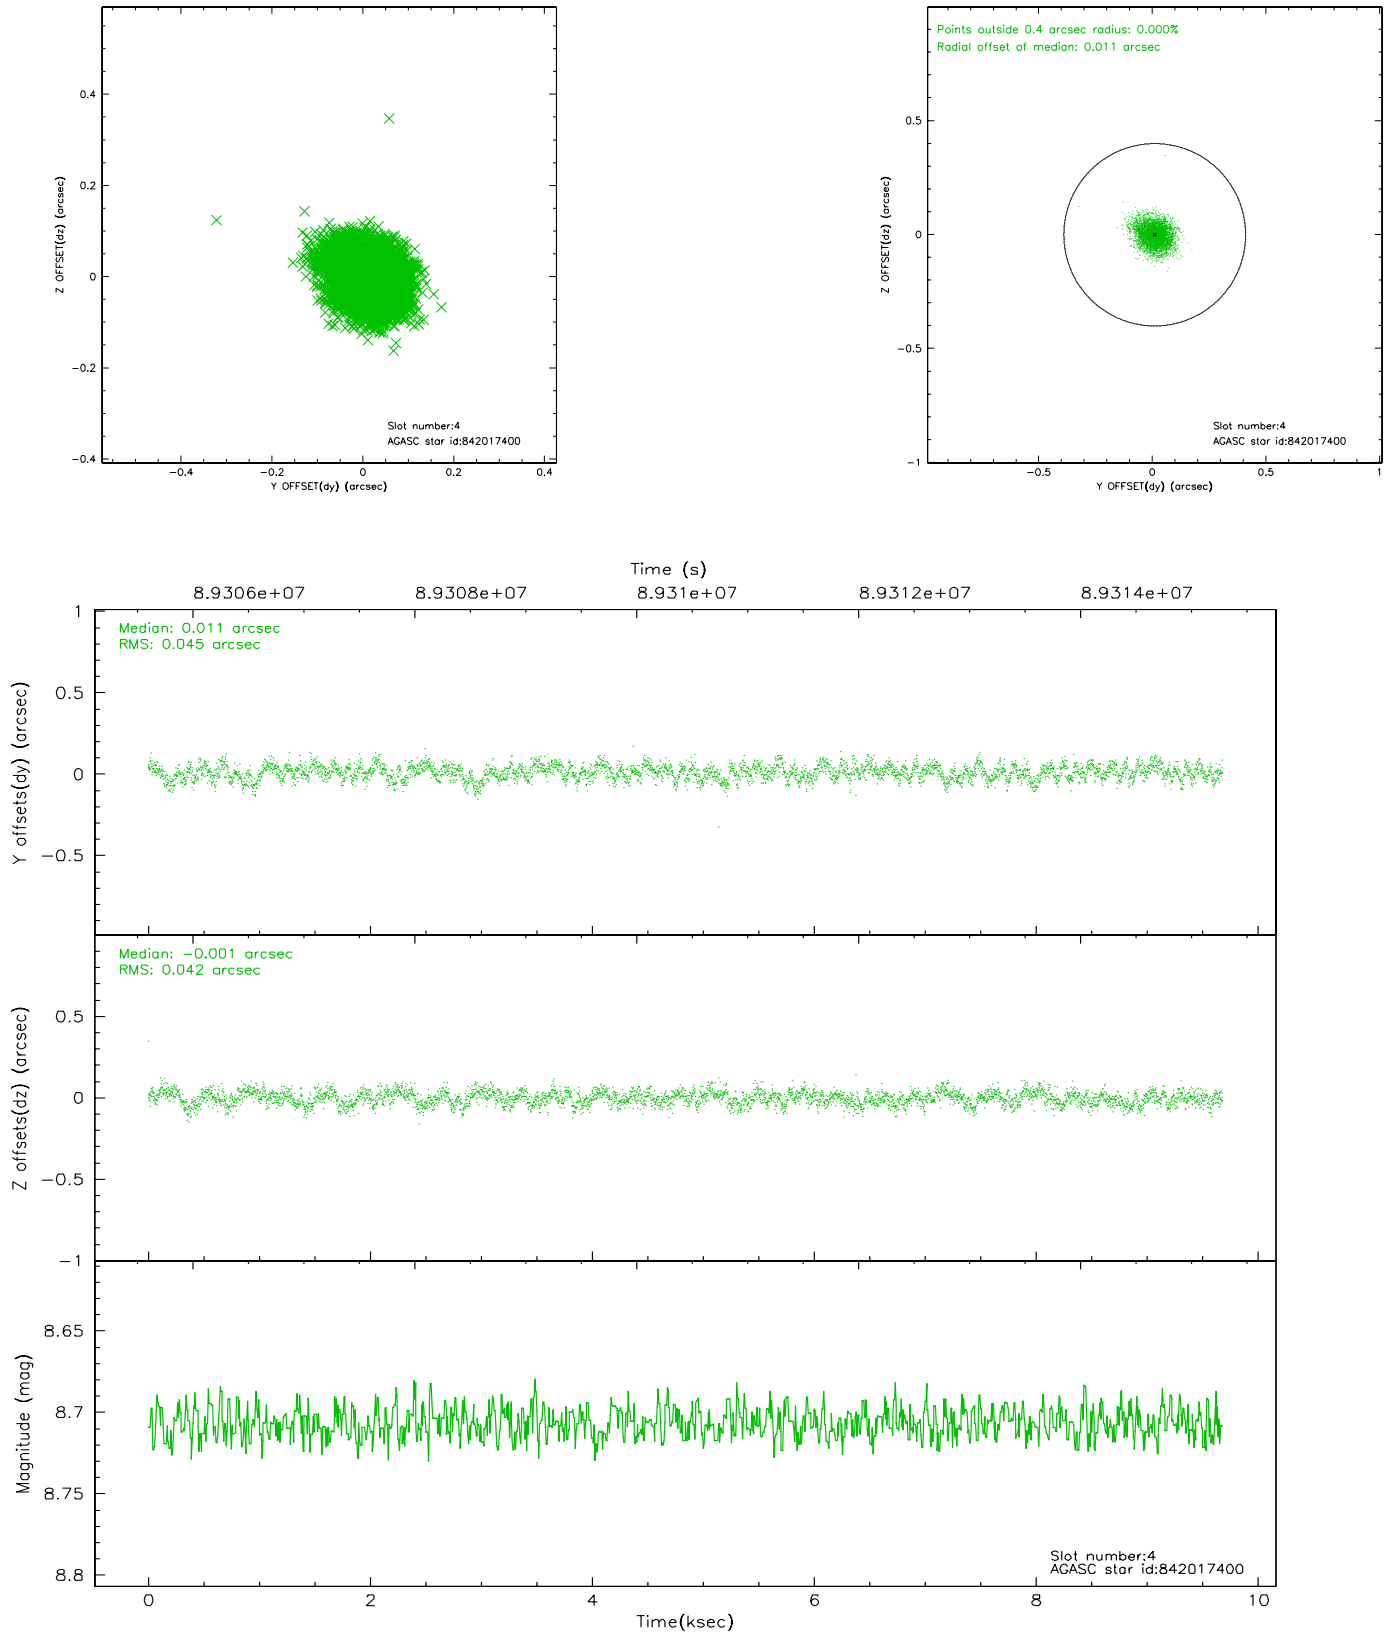 0.4
0.2
0
−0.2
−0.4
Z OFFSET(dz) (arcsec)
Slot number:4
AGASC star id:842017400
−0.4 −0.2 0 0.2 0.4
Y OFFSET(dy) (arcsec)
Points outside 0.4 arcsec radius: 0.000%
Radial offset of median: 0.011 arcsec
0.5
0
−0.5
−1
Z OFFSET(dz) (arcsec)
Slot number:4
AGASC star id:842017400
−0.5 0 0.5 1
Y OFFSET(dy) (arcsec)
Time (s)
8.9306e+07 8.9308e+07 8.931e+07 8.9312e+07 8.9314e+07
1
0.5
0
−0.5
Y offsets(dy) (arcsec)
Median: 0.011 arcsec
RMS: 0.045 arcsec
0.5
0
−0.5
−1
Z offsets(dz) (arcsec)
Median: −0.001 arcsec
RMS: 0.042 arcsec
8.65
8.7
8.75
8.8
Magnitude (mag)
Slot number:4
AGASC star id:842017400
0 2 4 6 8 10
Time(ksec)